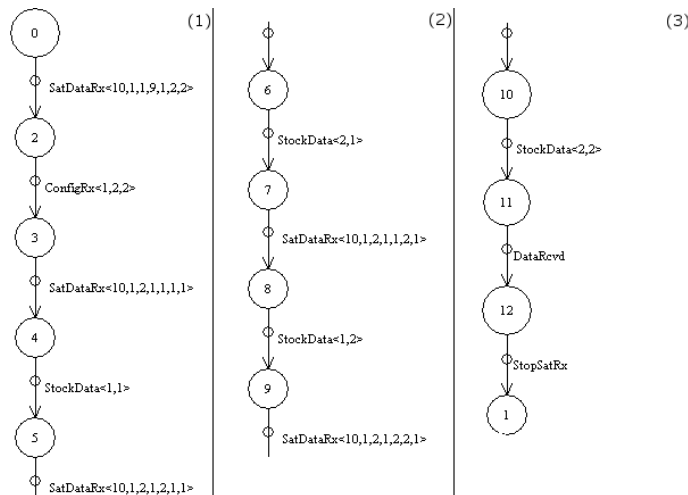 (1)
0
SatDataRx<10,1,1,9,1,2,2>
2
ConfigRx<1,2,2>
3
SatDataRx<10,1,2,1,1,1,1>
4
StockData<1,1>
5
SatDataRx<10,1,2,1,2,1,1>
(2)
6
StockData<2,1>
7
SatDataRx<10,1,2,1,1,2,1>
8
StockData<1,2>
9
SatDataRx<10,1,2,1,2,2,1>
(3)
10
StockData<2,2>
11
DataRcvd
12
StopSatRx
1